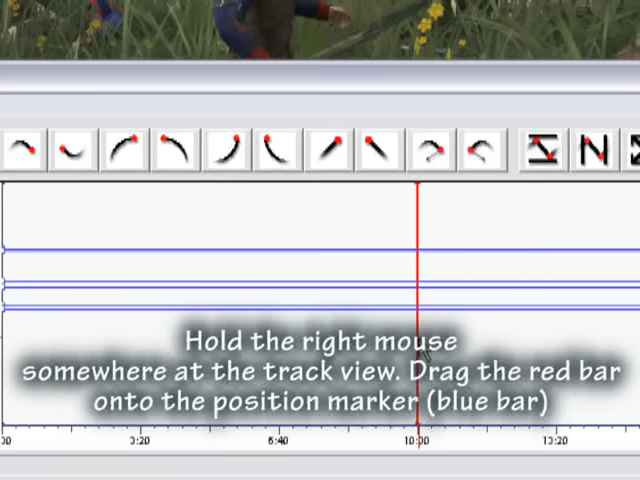 Hold the right mouse
somewhere at the track view. Drag the red bar
onto the position marker (blue bar)
00 3:20 6:40 10:00 13:20